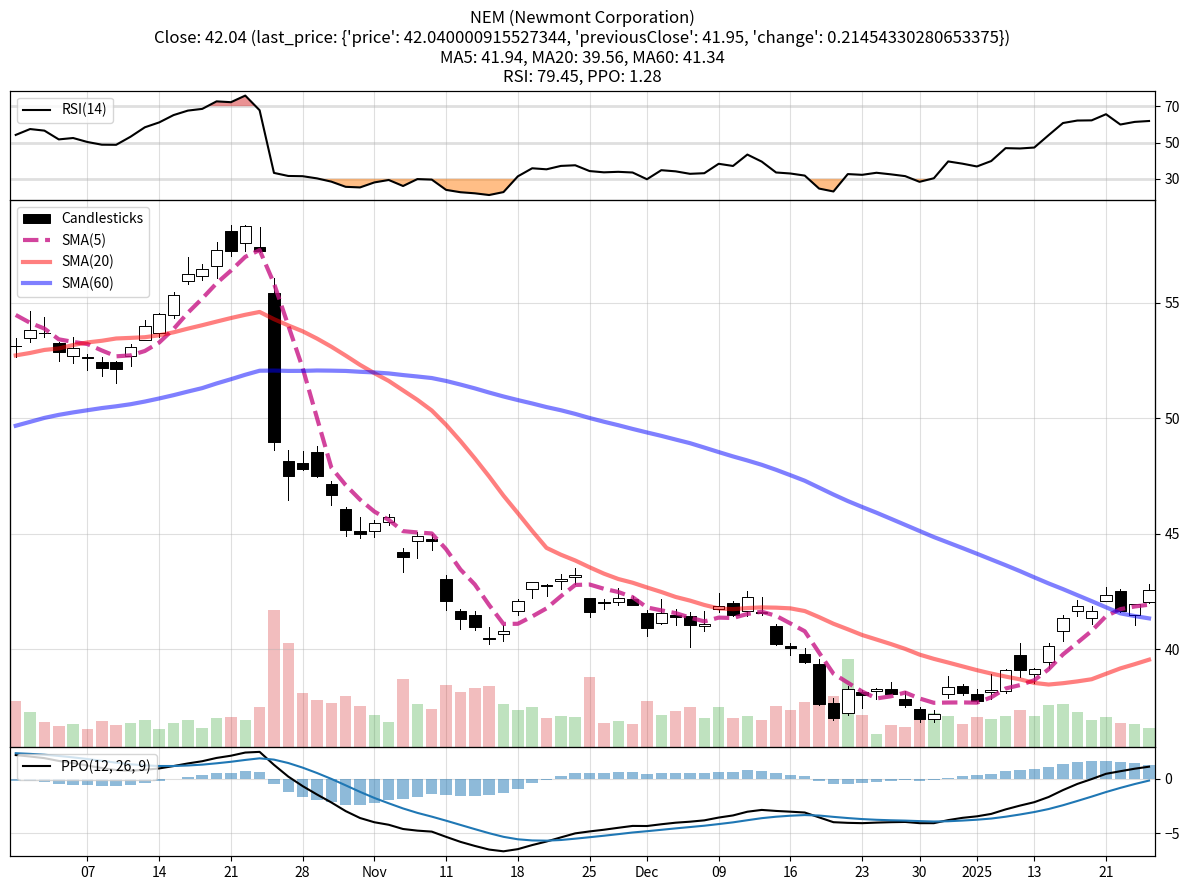 NEM (Newmont Corporation)
Close: 42.04 (last_price: {'price': 42.040000915527344, 'previousClose': 41.95, 'change': 0.21454330280653375})
MA5: 41.94, MA20: 39.56, MA60: 41.34
RSI: 79.45, PPO: 1.28
RSI(14)
70
50
30
Candlesticks
SMA(5)
SMA(20)
SMA(60)
55
50
45
40
PPO(12, 26, 9)
0
−5
07 14 21 28 Nov 11 18 25 Dec 09 16 23 30 2025 13 21